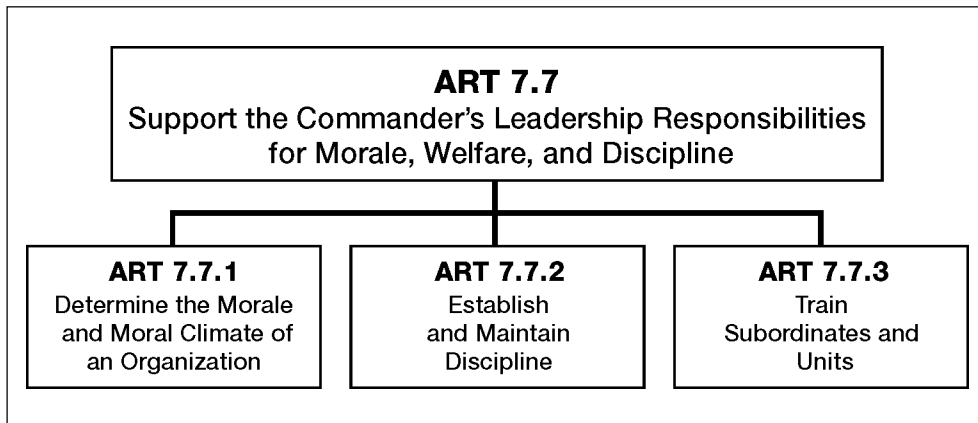 ART 7.7
Support the Commander’s Leadership Responsibilities
for Morale, Welfare, and Discipline
ART 7.7.1
Determine the Morale
and Moral Climate of
an Organization
ART 7.7.2
Establish
and Maintain
Discipline
ART 7.7.3
Train
Subordinates and
Units